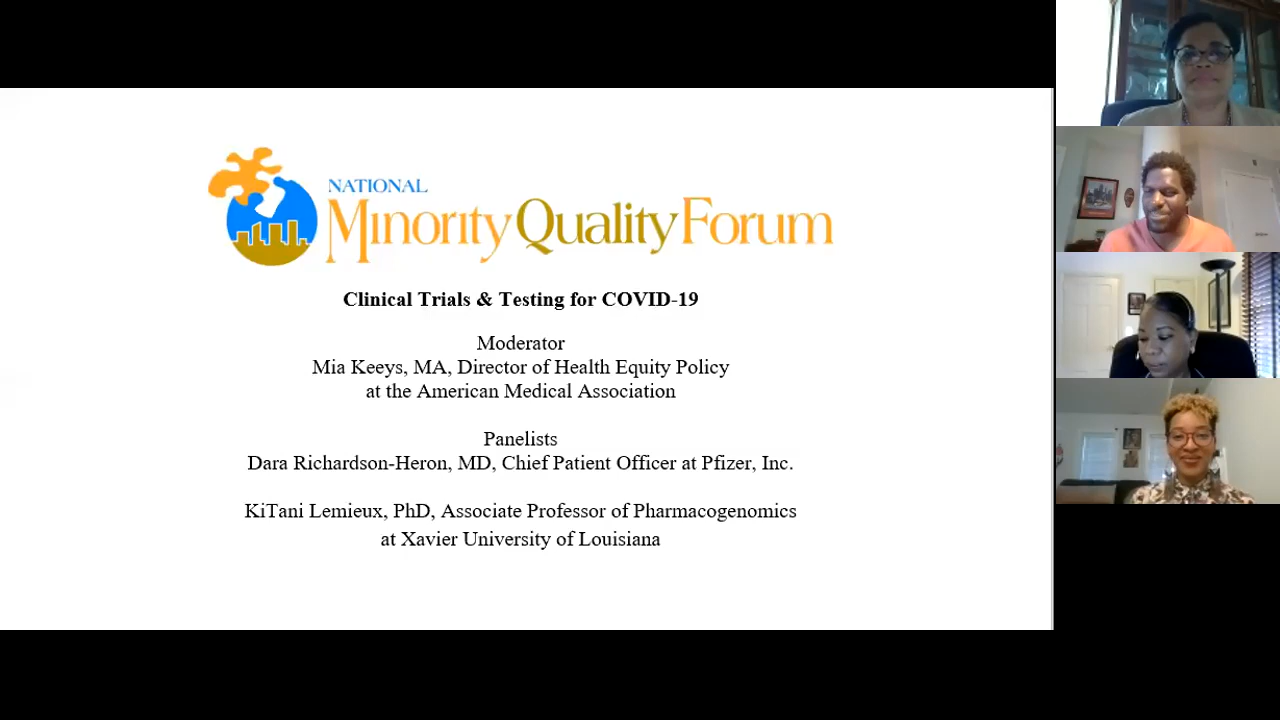 NATIONAL
Minority Quality Forum
Clinical Trials & Testing for COVID-19
Moderator
Mia Keeys, MA, Director of Health Equity Policy
at the American Medical Association
Panelists
Dara Richardson-Heron, MD, Chief Patient Officer at Pfizer, Inc.
KiTani Lemieux, PhD, Associate Professor of Pharmacogenomics
at Xavier University of Louisiana